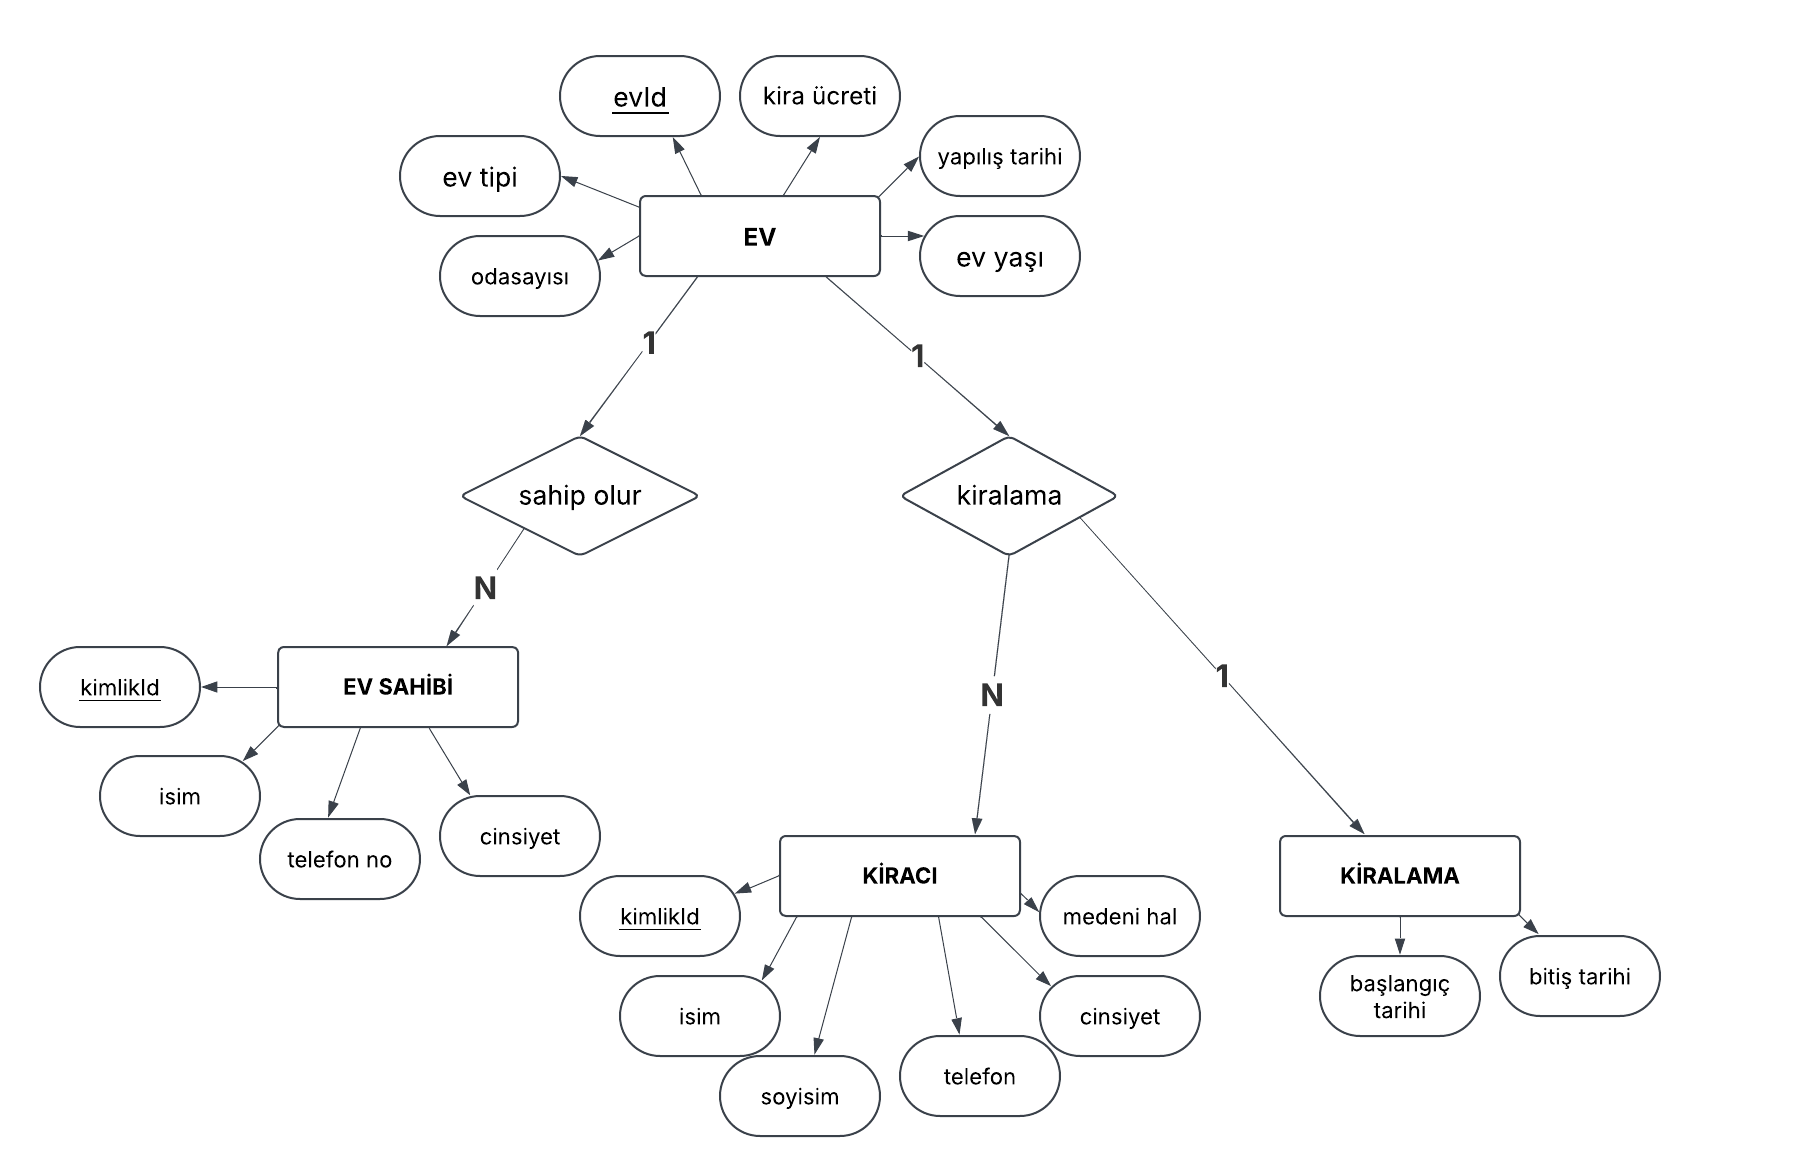 evId
kira ücreti
yapılış tarihi
ev tipi
EV
ev yaşı
odasayısı
1
1
sahip olur
kiralama
N
1
N
EV SAHİBİ
kimlikId
isim
telefon no
cinsiyet
KİRACI
KİRALAMA
kimlikId
medeni hal
isim
cinsiyet
soyisim
telefon
başlangıç
tarihi
bitiş tarihi